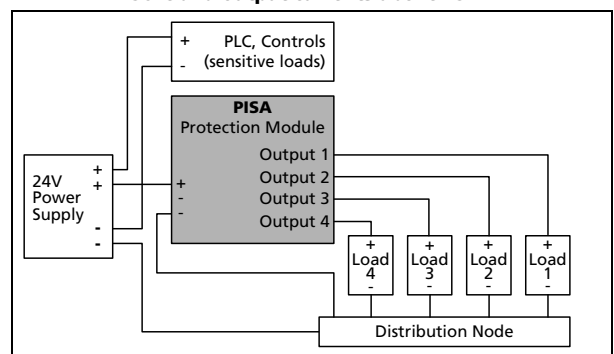 + PLC, Controls
- (sensitive loads)
PISA
Protection Module
Output 1
Output 2
Output 3
Output 4
24V
Power
Supply
+
+
-
-
+
-
-
+
Load
4
-
+
Load
3
-
+
Load
2
-
+
Load
1
-
Distribution Node